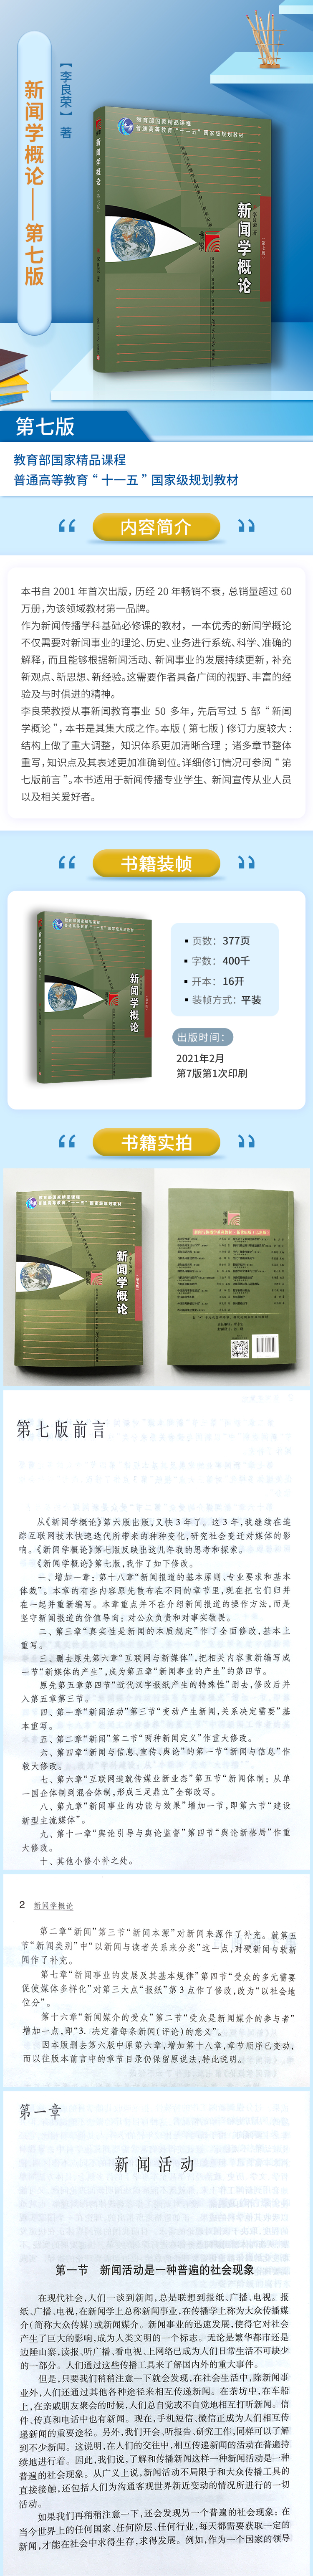 新闻学概论——第七版
【李良荣】 著
教育部国家精品课程
普通高等教育“十一五”国家级规划教材
新闻学概论
（第七版）
李良荣 著
第七版
教育部国家精品课程
普通高等教育“十一五”国家级规划教材
内容简介
本书自 2001 年首次出版，历经 20 年畅销不衰，总销量超过 60
万册，为该领域教材第一品牌。
作为新闻传播学科基础必修课的教材，一本优秀的新闻学概论
不仅需要对新闻事业的理论、历史、业务进行系统、科学、准确的
解释，而且能够根据新闻活动、新闻事业的发展持续更新，补充
新观点、新思想、新经验。这需要作者具备广阔的视野、丰富的经
验及与时俱进的精神。
李良荣教授从事新闻教育事业 50 多年，先后写过 5 部“新闻
学概论”，本书是其集大成之作。本版（第七版）修订力度较大：
结构上做了重大调整，知识体系更加清晰合理；诸多章节整体
重写，知识点及其表述更加准确到位。详细修订情况可参阅“第
七版前言”。本书适用于新闻传播专业学生、新闻宣传从业人员
以及相关爱好者。
书籍装帧
教育部国家精品课程
普通高等教育“十一五”国家级规划教材
新闻学概论
页数：377页
字数：400千
开本：16开
装帧方式：平装
出版时间：
2021年2月
第7版第1次印刷
书籍实拍
教育部国家精品课程
普通高等教育“十一五”国家级规划教材
新闻学概论
第七版前言
从《新闻学概论》第六版出版，又快3年了。这3年，我继续在追
踪互联网技术快速迭代所带来的种种变化，研究社会变迁对媒体的影
响。《新闻学概论》第七版反映出这几年我的思考和探索。
《新闻学概论》第七版，我作了如下修改。
一、增加一章：第十八章“新闻报道的基本原则、专业要求和基本
体裁”。本章的有些内容原先散布在不同的章节里，现在把它们归并
在一起并重新编写。本章重点并不在介绍新闻报道的操作方法，而是
坚守新闻报道的价值导向：对公众负责和对事实敬畏。
二、第三章“真实性是新闻的本质规定”作了全面修改，基本上
重写。
三、删去原先第六章“互联网与新媒体”，把相关内容重新编写成
一节“新媒体的产生”，成为第五章“新闻事业的产生”的第四节。
原先第五章第四节“近代汉字报纸产生的特殊性”删去，修改后并
入第五章第三节。
四、第一章“新闻活动”第三节“变动产生新闻，关系决定需要”基
本重写。
五、第二章“新闻”第二节“两种新闻定义”作重大修改。
六、第四章“新闻与信息、宣传、舆论”的第一节“新闻与信息”作
较大修改。
七、第六章“互联网造就传媒业新业态”第五节“新闻体制：从单
一国企体制到混合体制，形成三足鼎立”全部改写。
八、第九章“新闻事业的功能与效果”增加一节，即第六节“建设
新型主流媒体”。
九、第十一章“舆论引导与舆论监督”第四节“舆论新格局”作重
大修改。
十、其他小修小补之处。
2 新闻学概论
第二章“新闻”第三节“新闻本源”对新闻来源作了补充。就第五
节“新闻类别”中“以新闻与读者关系来分类”这一点，对硬新闻与软新
闻作了补充。
第七章“新闻事业的发展及其基本规律”第四节“受众的多元需要
促使媒体多样化”对第三大点“报纸”第3点作了修改，改为“以社会地
位分”。
第十六章“新闻媒介的受众”第二节“受众是新闻媒介的参与者”
增加一点，即“3. 决定着每条新闻（评论）的意义”。
因本版删去第六版中原第六章，增加第十八章，章节顺序已变动，
而以往版本前言中的章节目录仍保留原说法，特此说明。
第一章
新闻活动
第一节 新闻活动是一种普遍的社会现象
在现代社会，人们一谈到新闻，总是联想到报纸、广播、电视。报
纸、广播、电视，在新闻学上总称新闻事业，在传播学上称为大众传播媒
介（简称大众传媒）或新闻媒介。新闻事业的迅速发展，使得它对社会
产生了巨大的影响，成为人类文明的一个标志。无论是繁华都市还是
边陲山寨，读报、听广播、看电视、上网络已成为人们日常生活不可缺少
的一部分。人们通过这些传播工具来了解国内外的重大事件。
但是，只要我们稍稍注意一下就会发现，在社会生活中，除新闻事
业外，人们还通过其他各种途径来相互传递新闻。在茶坊中，在车船
上，在亲戚朋友聚会的时候，人们总自觉或不自觉地相互打听新闻。信
件、传真和电话中也有新闻。现在，手机短信、微信正成为人们相互传
递新闻的重要途径。另外，我们开会、听报告、研究工作，同样可以了解
到不少新闻。这说明，在人们的交往中，相互传递新闻的活动在普遍持
续地进行着。因此，我们说，了解和传播新闻这样一种新闻活动是一种
普遍的社会现象。从广义上说，新闻活动不局限于和大众传播工具的
直接接触，还包括人们为沟通客观世界新近变动的情况所进行的一切
活动。
如果我们再稍稍注意一下，还会发现另一个普遍的社会现象：在
当今世界上的任何国家、任何阶层、任何行业，每天都需要获取一定的
新闻，才能在社会中求得生存，求得发展。例如，作为一个国家的领导